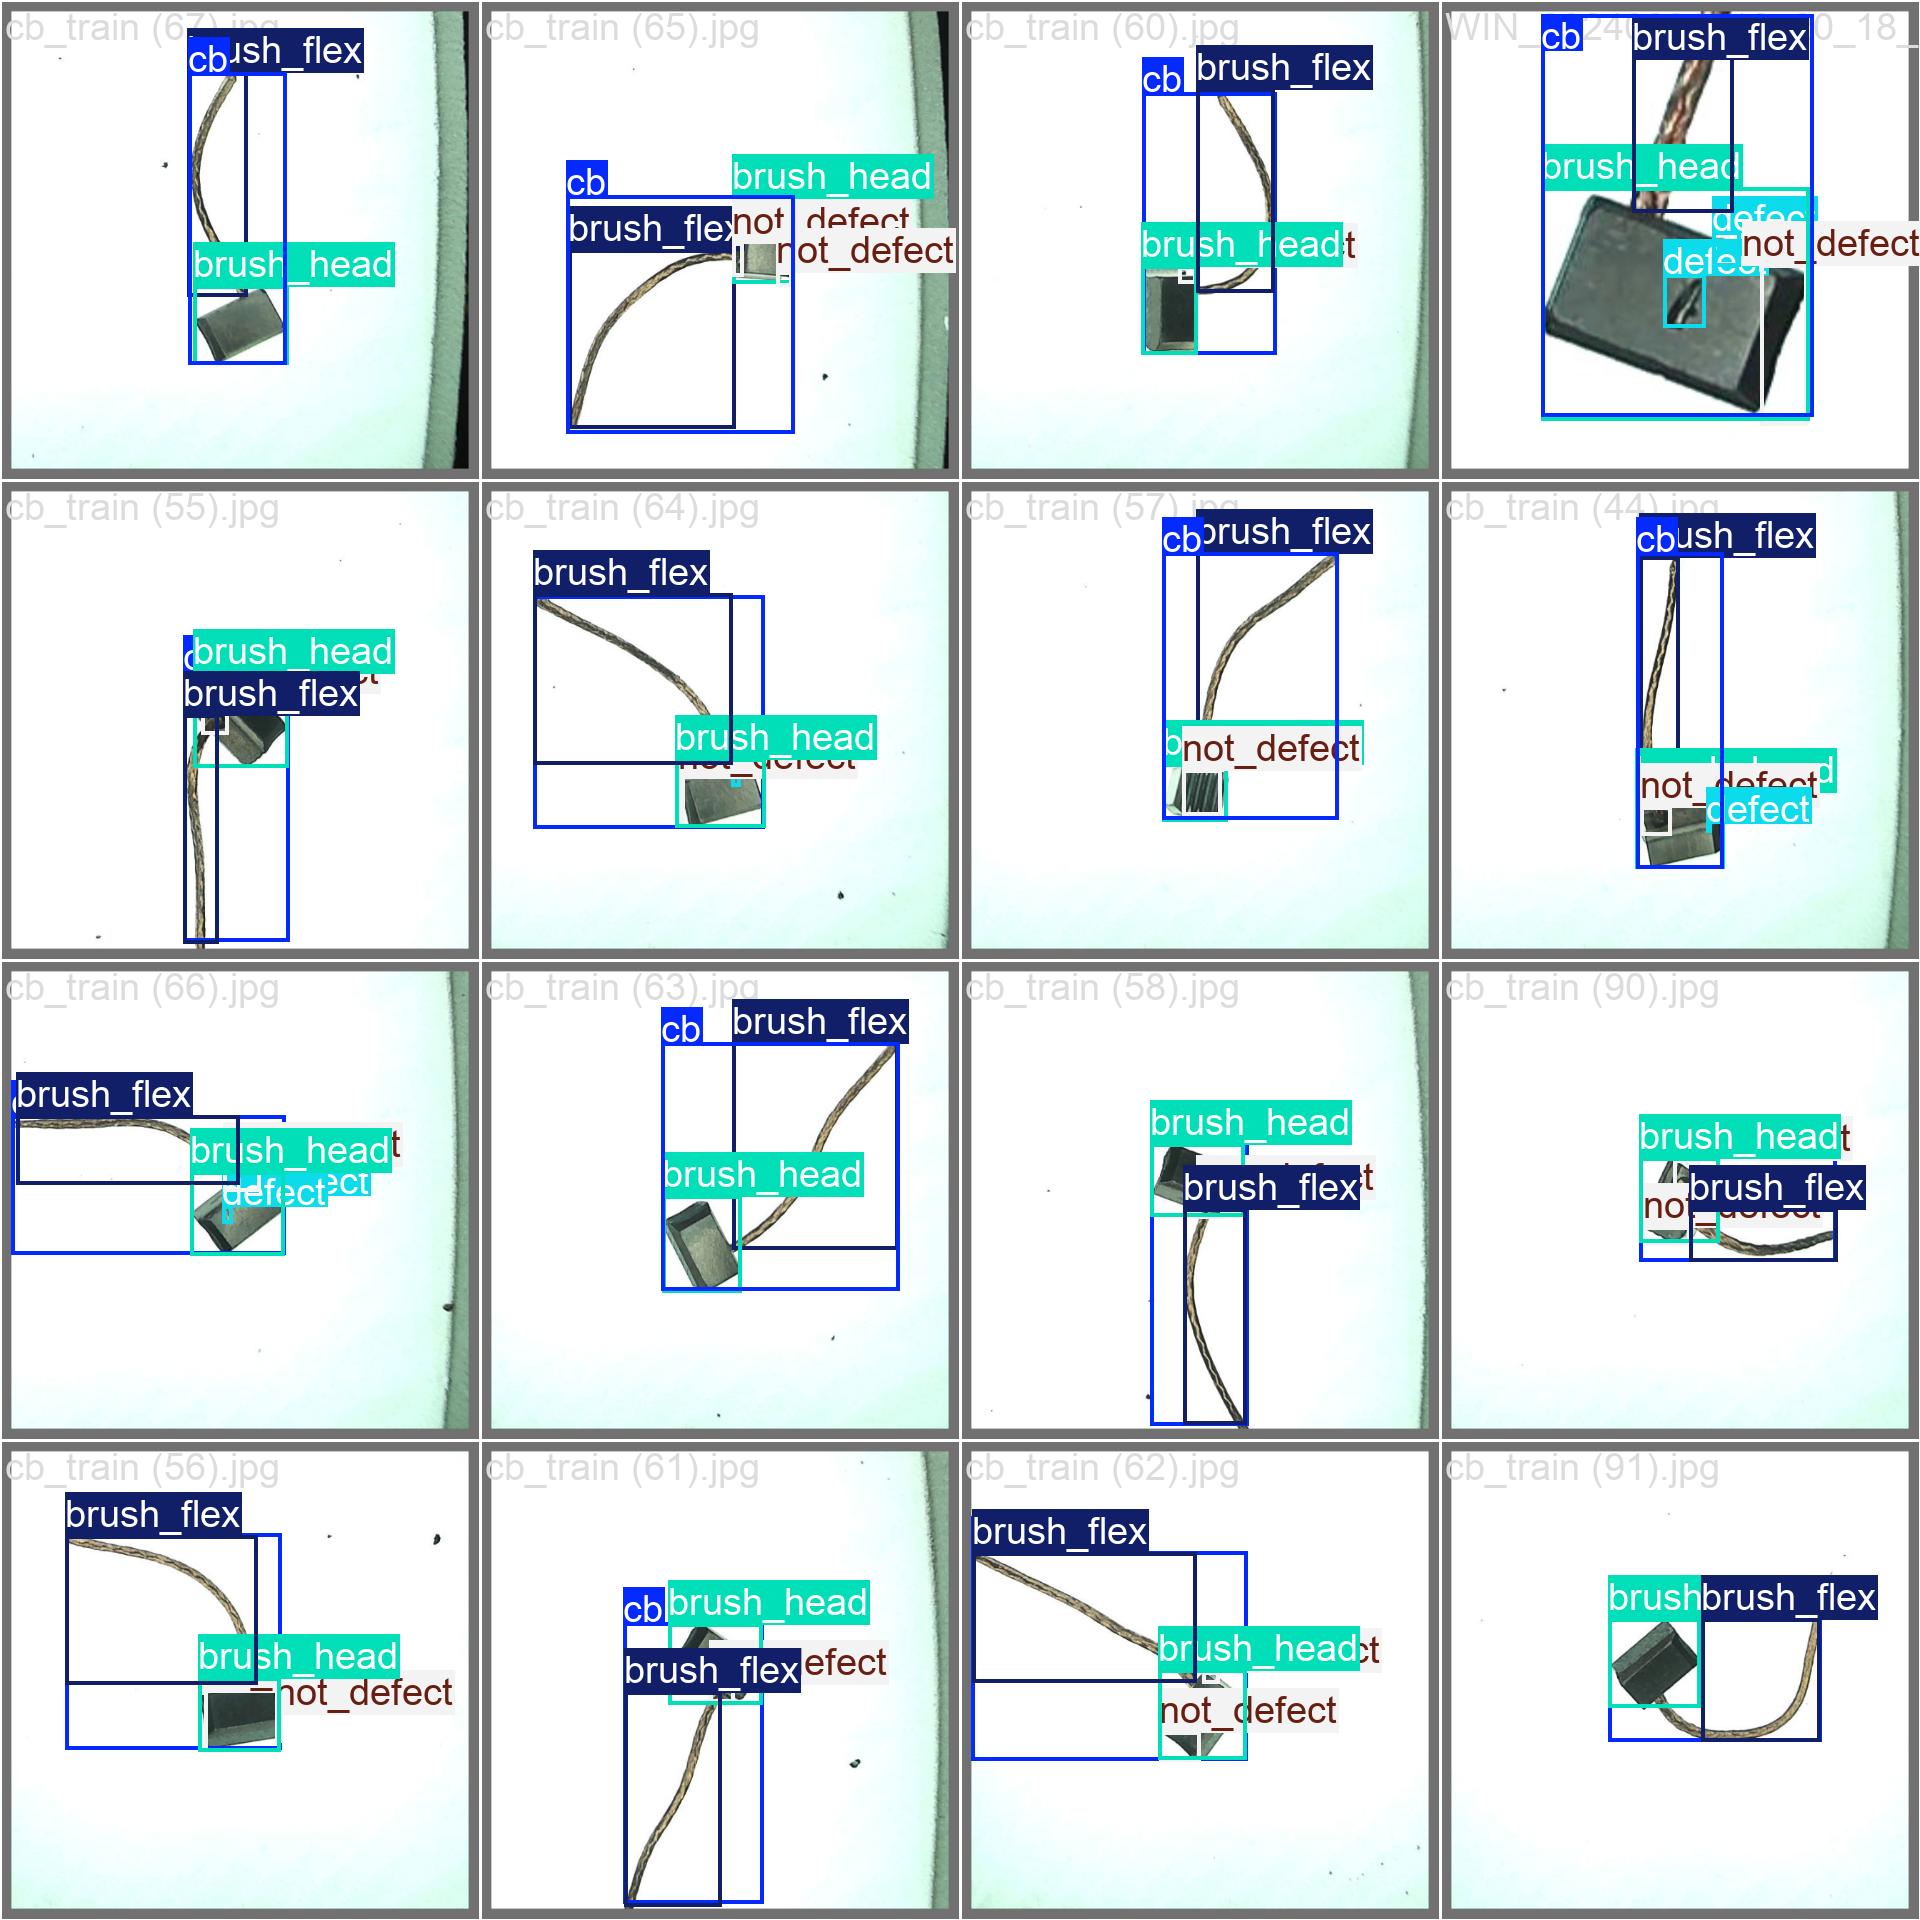 cb_train (67).jpg
brush_flex
cb
brush_head
cb_train (65).jpg
brush_head
cb
not_defect
brush_flex
not_defect
cb_train (60).jpg
brush_flex
cb
brush_head
WIN_
cb
brush_flex
0_18_
brush_head
defect
not_defect
defect
cb_train (55).jpg
brush_head
brush_flex
cb_train (64).jpg
brush_flex
brush_head
not_defect
cb_train (57).jpg
cb
brush_flex
not_defect
cb_train (44).jpg
cb
brush_flex
not_defect
defect
cb_train (66).jpg
brush_flex
brush_head
defect
cb_train (63).jpg
cb
brush_flex
brush_head
cb_train (58).jpg
brush_head
brush_flex
cb_train (90).jpg
brush_head
brush_flex
not_defect
cb_train (56).jpg
brush_flex
brush_head
not_defect
cb_train (61).jpg
cb
brush_head
brush_flex
cb_train (62).jpg
brush_flex
brush_head
not_defect
cb_train (91).jpg
brush
brush_flex